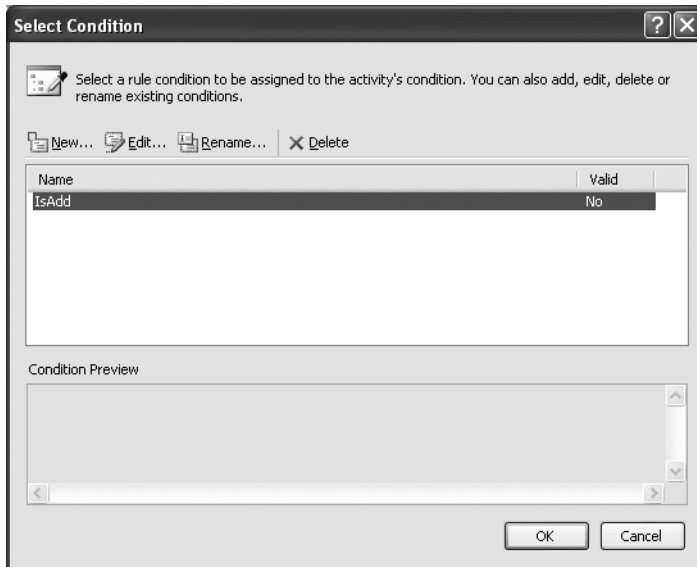 Select Condition
Select a rule condition to be assigned to the activity's condition. You can also add, edit, delete or
rename existing conditions.
New... Edit... Rename... Delete
Name Valid
IsAdd No
Condition Preview
OK Cancel